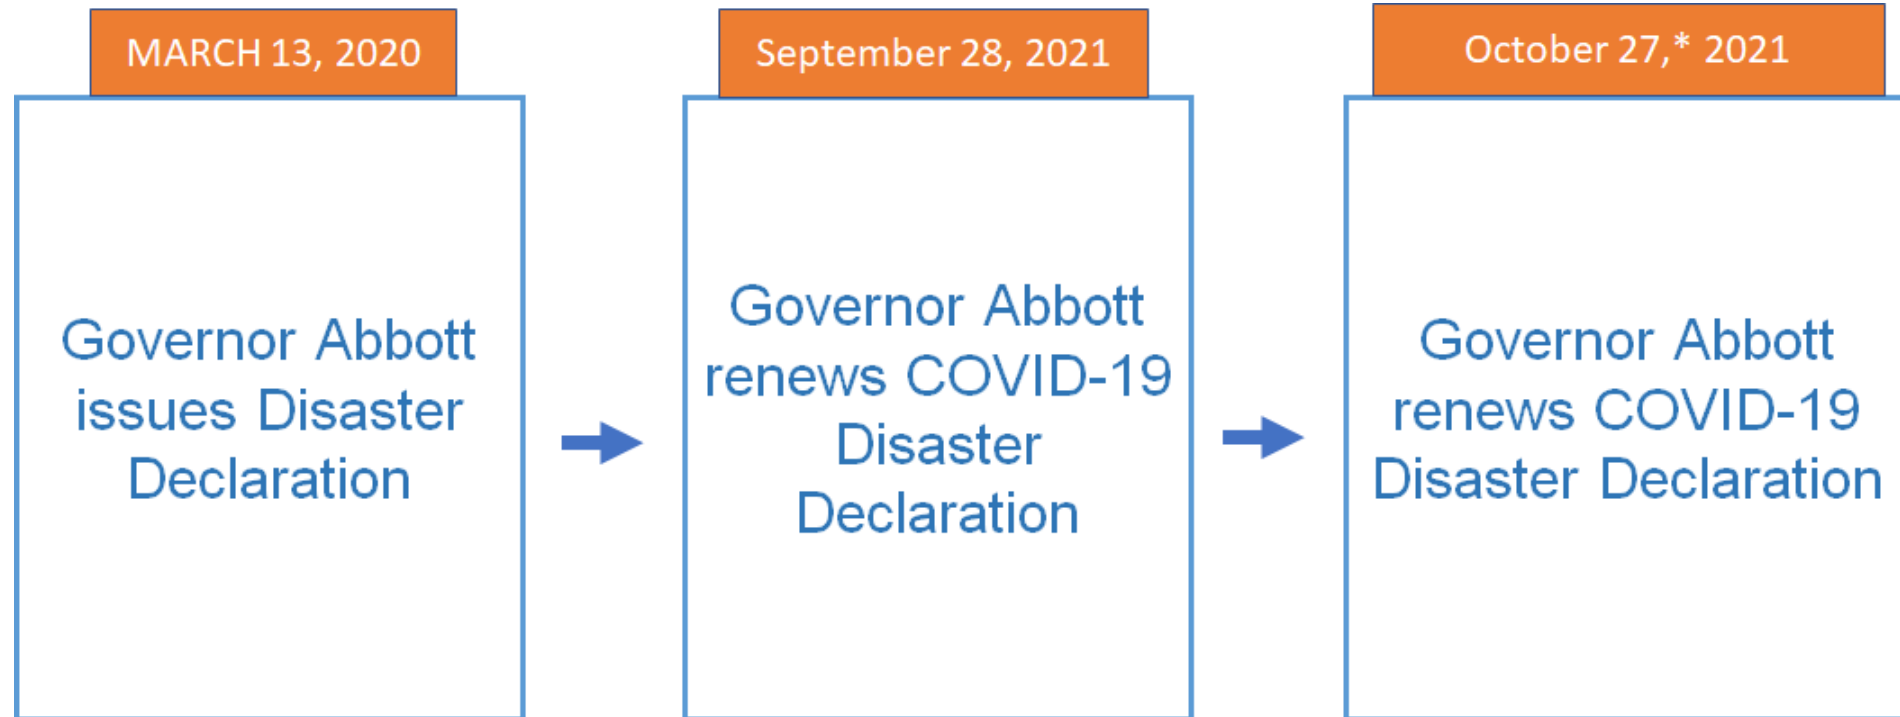 MARCH 13, 2020
Governor Abbott
issues Disaster
Declaration
September 28, 2021
Governor Abbott
renews COVID-19
Disaster
Declaration
October 27,* 2021
Governor Abbott
renews COVID-19
Disaster Declaration